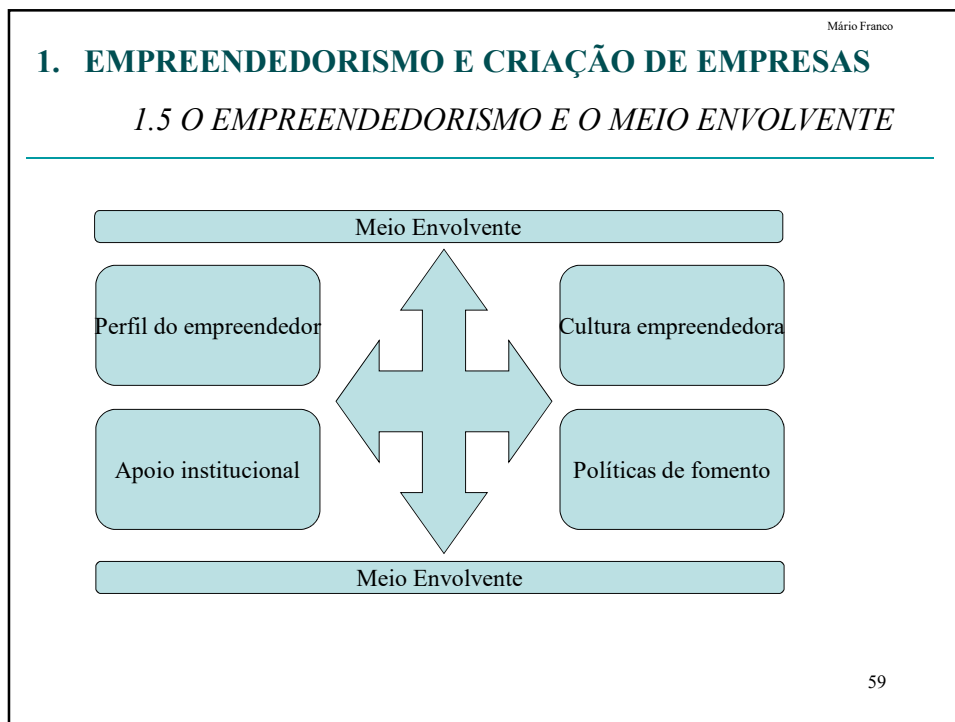 Mário Franco
1. EMPREENDEDORISMO E CRIAÇÃO DE EMPRESAS
1.5 O EMPREENDEDORISMO E O MEIO ENVOLVENTE
Meio Envolvente
Perfil do empreendedor
Cultura empreendedora
Apoio institucional
Políticas de fomento
Meio Envolvente
59